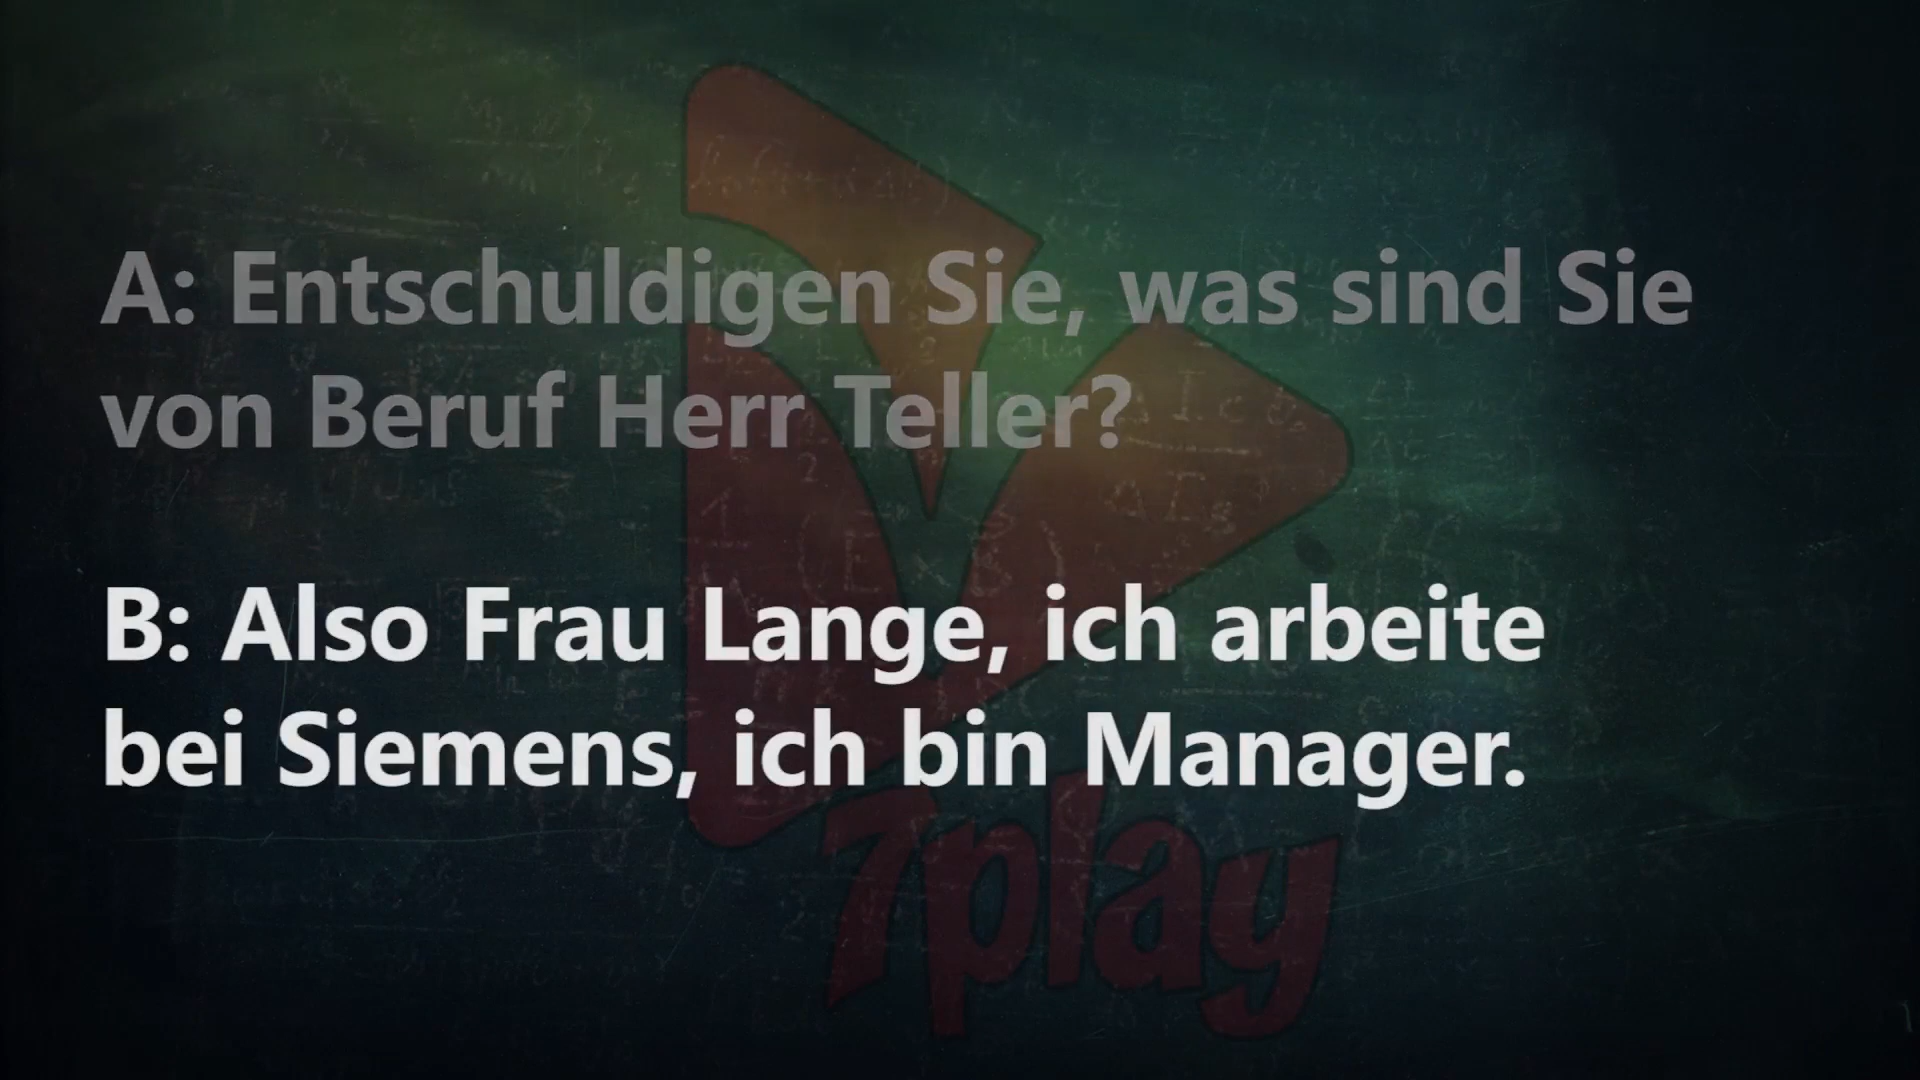 A: Entschuldigen Sie, was sind Sie
von Beruf Herr Teller?
B: Also Frau Lange, ich arbeite
bei Siemens, ich bin Manager.
7play